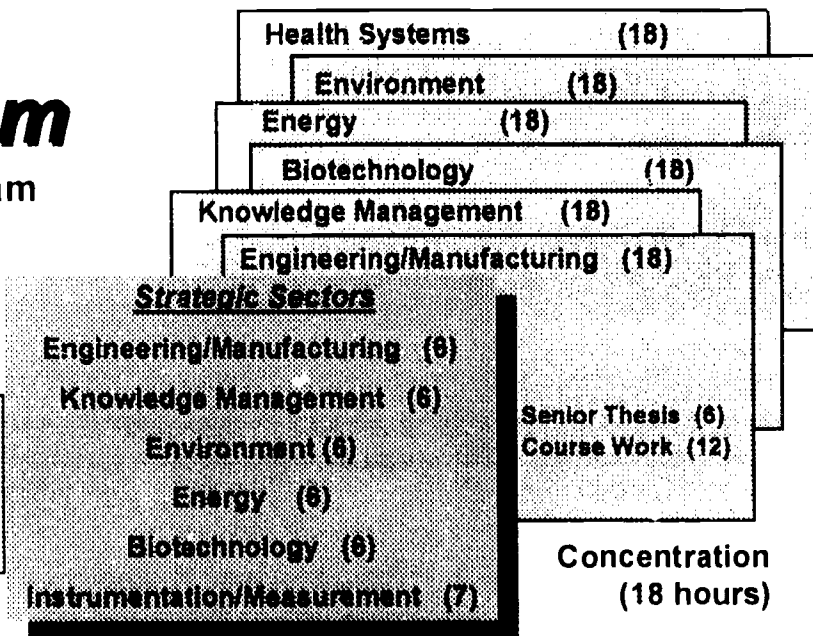 m
am
Health Systems (18)
Environment (18)
Energy (18)
Biotechnology (18)
Knowledge Management (18)
Engineering/Manufacturing (18)
Strategic Sectors
Engineering/Manufacturing (6)
Knowledge Management (6)
Environment (6)
Energy (6)
Biotechnology (6)
Instrumentation/Measurement (7)
Senior Thesis (6)
Course Work (12)
Concentration
(18 hours)